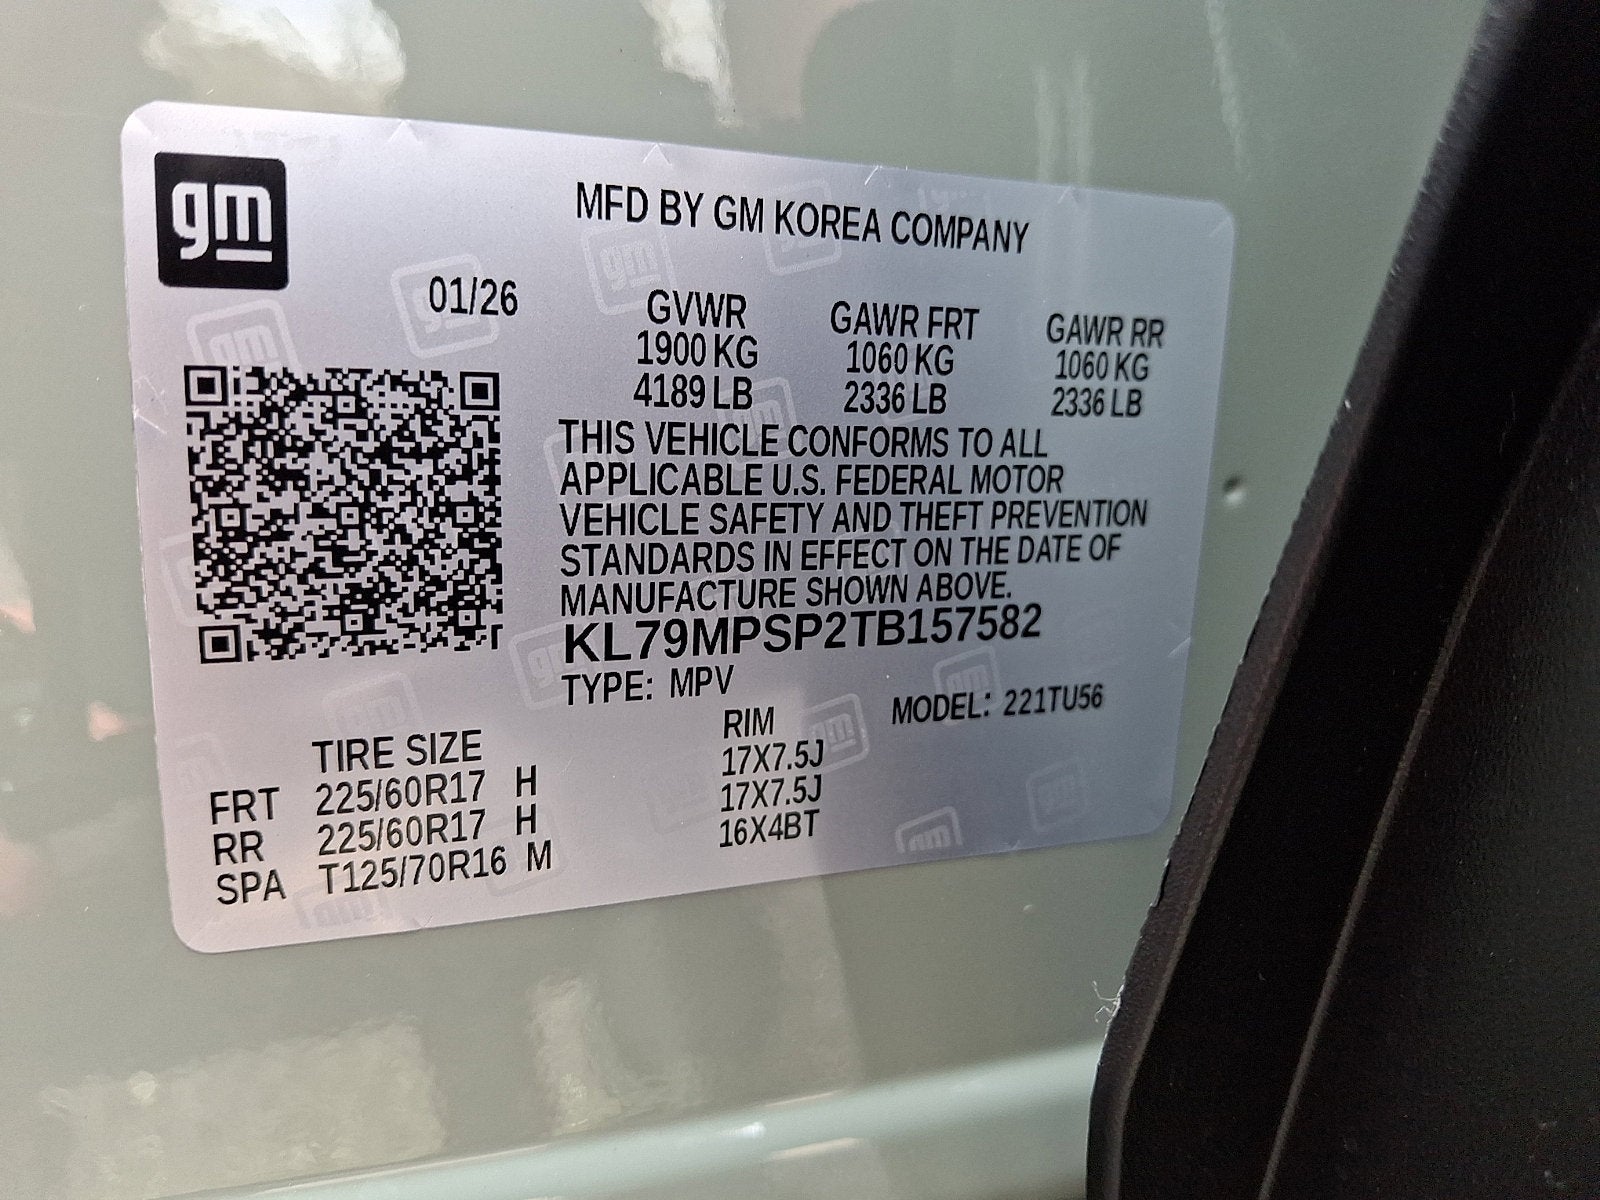 gm
MFD BY GM KOREA COMPANY
01/26
GVWR GAWR FRT GAWR RR
1900 KG 1060 KG 1060 KG
4189 LB 2336 LB 2336 LB
THIS VEHICLE CONFORMS TO ALL
APPLICABLE U.S. FEDERAL MOTOR
VEHICLE SAFETY AND THEFT PREVENTION
STANDARDS IN EFFECT ON THE DATE OF
MANUFACTURE SHOWN ABOVE.
KL79MPSP2TB157582
TYPE: MPV MODEL: 221TU56
TIRE SIZE RIM
FRT 225/60R17 H 17X7.5J
RR 225/60R17 H 17X7.5J
SPA T125/70R16 M 16X4BT